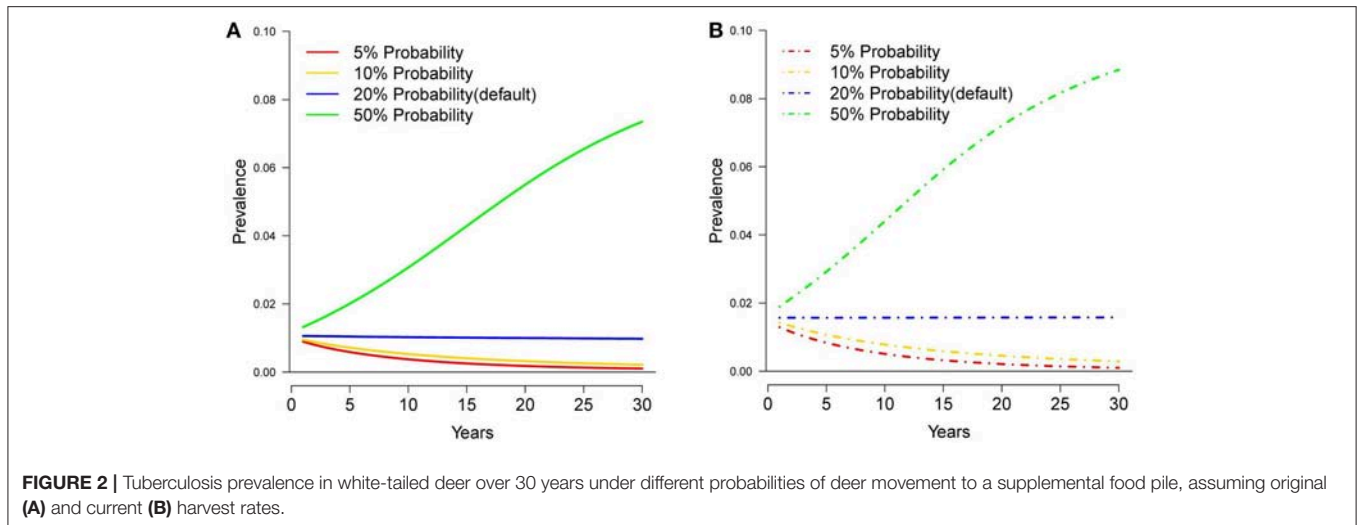 A
0.10
5% Probability
10% Probability
20% Probability(default)
50% Probability
0.08
0.06
Prevalence
0.04
0.02
0.00
0 5 10 15 20 25 30
Years
B
0.10
5% Probability
10% Probability
20% Probability(default)
50% Probability
0.08
0.06
Prevalence
0.04
0.02
0.00
0 5 10 15 20 25 30
Years
FIGURE 2 | Tuberculosis prevalence in white-tailed deer over 30 years under different probabilities of deer movement to a supplemental food pile, assuming original
(A) and current (B) harvest rates.